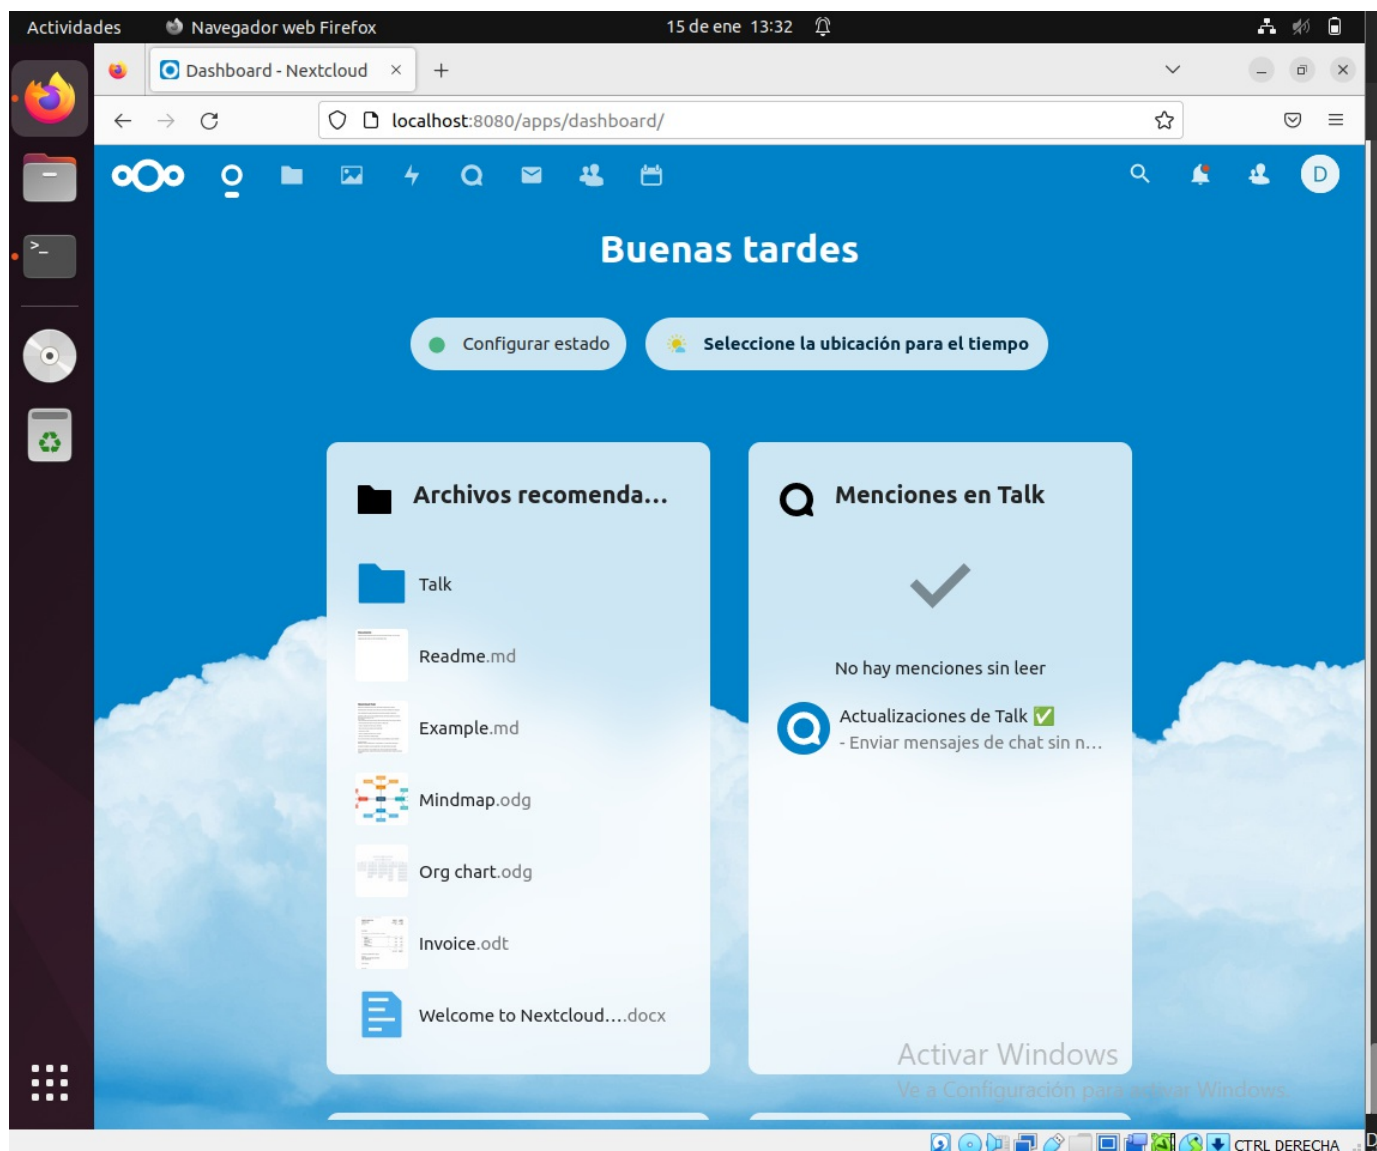 Actividades Navegador web Firefox 15 de ene 13:32
Dashboard - Nextcloud
localhost:8080/apps/dashboard/
D
Buenas tardes
Configurar estado Seleccione la ubicación para el tiempo
Archivos recomenda...
Talk
Readme.md
Example.md
Mindmap.odg
Org chart.odg
Invoice.odt
Welcome to Nextcloud....docx
Menciones en Talk
No hay menciones sin leer
Actualizaciones de Talk ✅
- Enviar mensajes de chat sin n...
Activar Windows
Ve a Configuración para activar Windows.
CTRL DERECHA
D